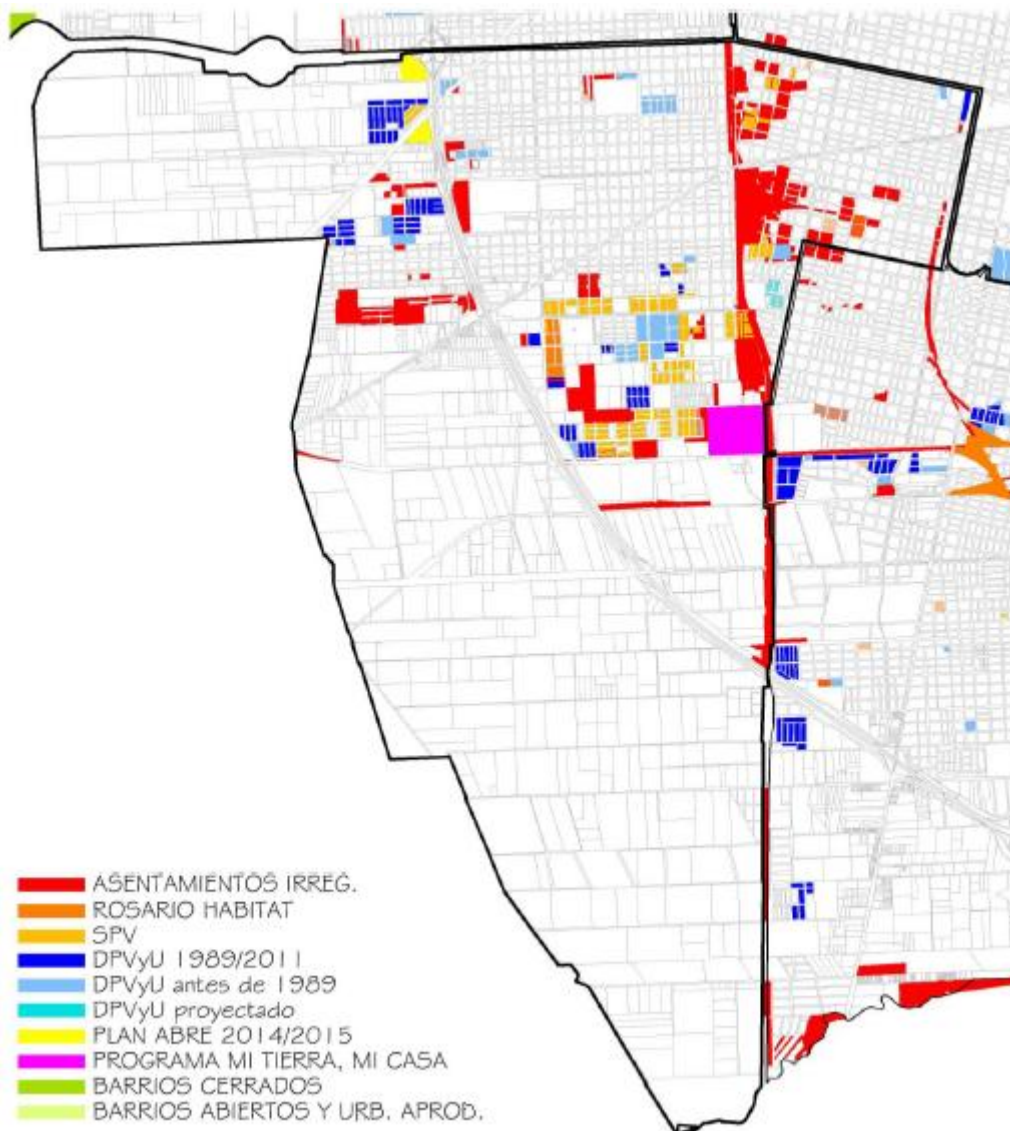 ASENTAMIENTOS IRREG.
ROSARIO HABITAT
SPV
DPVyU 1989/2011
DPVyU antes de 1989
DPVyU proyectado
PLAN ABRE 2014/2015
PROGRAMA MI TIERRA, MI CASA
BARRIOS CERRADOS
BARRIOS ABIERTOS Y URB. APROB.